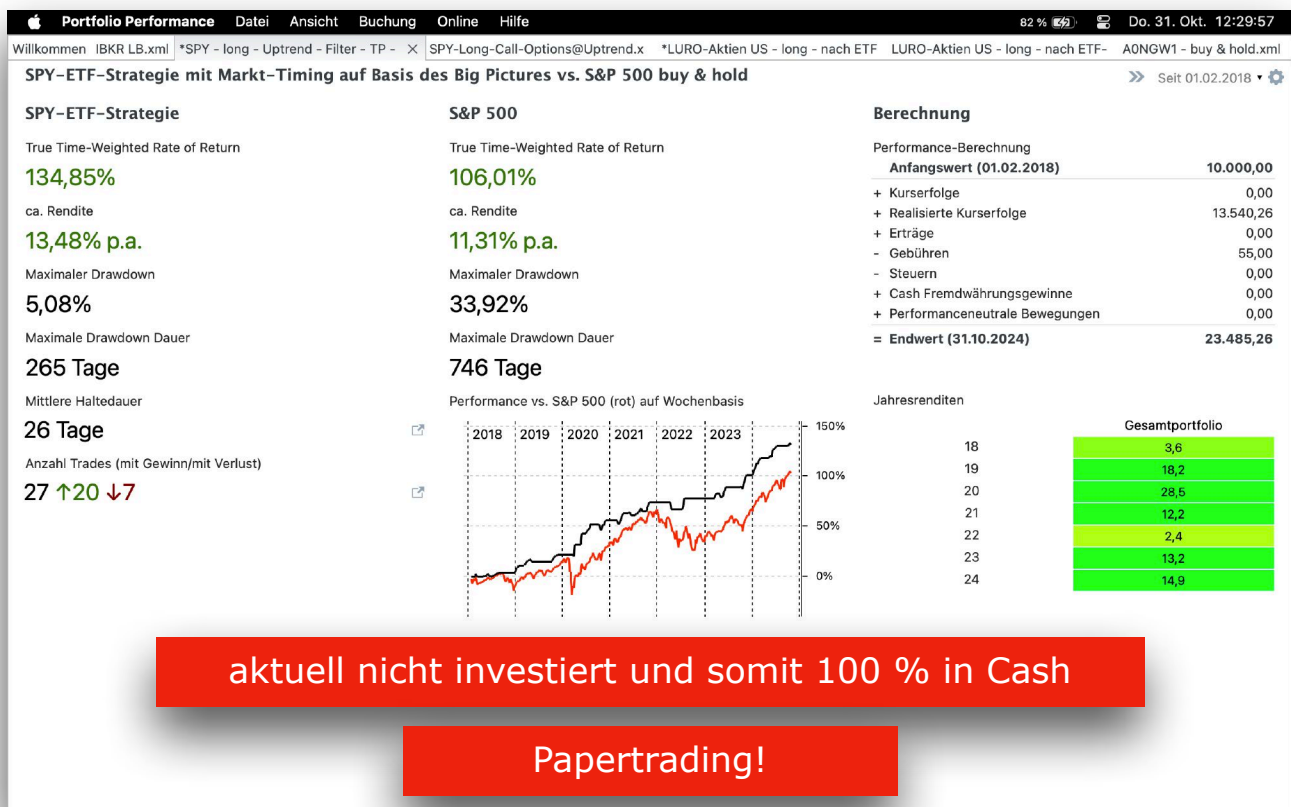 Portfolio Performance Datei Ansicht Buchung Online Hilfe 82 % Do. 31. Okt. 12:29:57
Willkommen IBKR LB.xml *SPY - long - Uptrend - Filter - TP - SPY-Long-Call-Options@Uptrend.x *LURO-Aktien US - long - nach ETF LURO-Aktien US - long - nach ETF- A0NGW1 - buy & hold.xml
SPY-ETF-Strategie mit Markt-Timing auf Basis des Big Pictures vs. S&P 500 buy & hold Seit 01.02.2018
SPY-ETF-Strategie
True Time-Weighted Rate of Return
134,85%
ca. Rendite
13,48% p.a.
Maximaler Drawdown
5,08%
Maximale Drawdown Dauer
265 Tage
Mittlere Haltedauer
26 Tage
Anzahl Trades (mit Gewinn/mit Verlust)
27 ↑20 ↓7
S&P 500
True Time-Weighted Rate of Return
106,01%
ca. Rendite
11,31% p.a.
Maximaler Drawdown
33,92%
Maximale Drawdown Dauer
746 Tage
Performance vs. S&P 500 (rot) auf Wochenbasis
2018 2019 2020 2021 2022 2023
150%
100%
50%
0%
Berechnung
Performance-Berechnung
Anfangswert (01.02.2018) 10.000,00
+ Kurserfolge 0,00
+ Realisierte Kurserfolge 13.540,26
+ Erträge 0,00
- Gebühren 55,00
- Steuern 0,00
+ Cash Fremdwährungsgewinne 0,00
+ Performanceneutrale Bewegungen 0,00
= Endwert (31.10.2024) 23.485,26
Jahresrenditen
Gesamtportfolio
18 3,6
19 18,2
20 28,5
21 12,2
22 2,4
23 13,2
24 14,9
aktuell nicht investiert und somit 100 % in Cash
Papertrading!